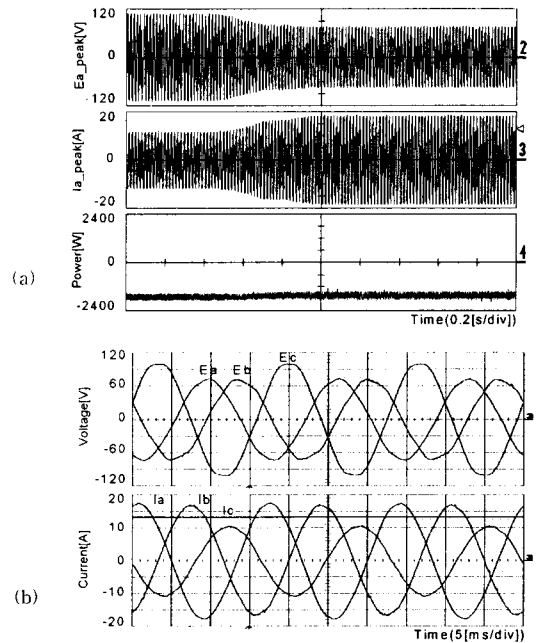 120
0
-120
Ea_peak[V]
2
20
0
-20
Ia_peak[A]
3
2400
0
-2400
Power[W]
4
(a)
Time(0.2[s/div])
120
60
0
-60
-120
Voltage[V]
Ea
Eb
Ec
20
10
0
-10
-20
Current[A]
Ia
Ib
Ic
(b)
Time(5[ms/div])